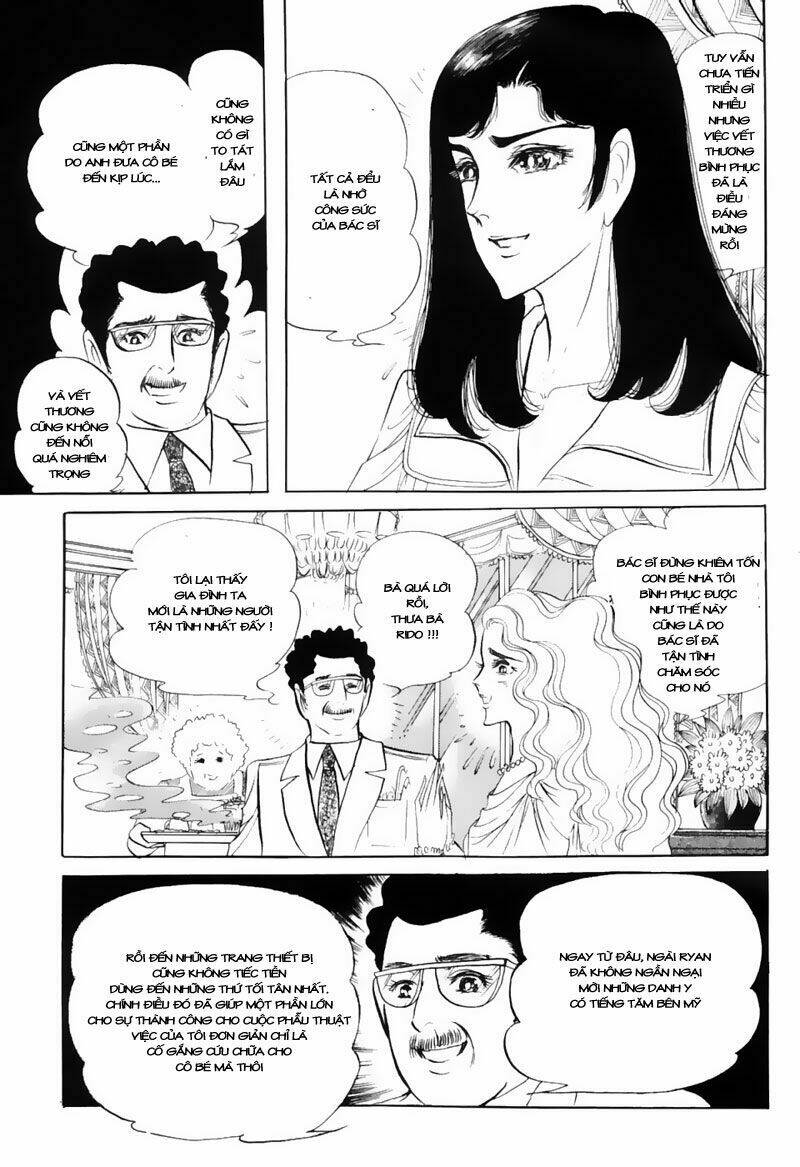 TUY VẪN
CHƯA TIẾN
TRIỂN GÌ
NHIỀU
NHƯNG
VIỆC VẾT
THƯƠNG
BÌNH PHỤC
ĐÃ LÀ
ĐIỀU
ĐÁNG
MỪNG
RỒI
TẤT CẢ ĐỀU
LÀ NHỜ
CÔNG SỨC
CỦA BÁC SĨ
CŨNG
KHÔNG
CÓ GÌ
TO TÁT
LẮM
ĐÂU
CŨNG MỘT PHẦN
DO ANH ĐƯA CÔ BÉ
ĐẾN KỊP LÚC...
VẢ VẾT
THƯƠNG
CŨNG KHÔNG
ĐẾN NỖI
QUÁ NGHIÊM
TRỌNG
BÁC SĨ ĐỪNG KHIÊM TỐN
CON BÉ NHÀ TÔI
BÌNH PHỤC ĐƯỢC
NHƯ THẾ NÀY
CŨNG LÀ DO
BÁC SĨ ĐÃ
TẬN TÌNH
CHĂM SÓC
CHO NÓ
BÀ QUÁ LỜI
RỒI,
THƯA BÀ
RIDO !!!
TÔI LẠI THẤY
GIA ĐÌNH TA
MỚI LÀ NHỮNG NGƯỜI
TẬN TÌNH NHẤT ĐẤY !
NGAY TỪ ĐẦU, NGÀI RYAN
ĐÃ KHÔNG NGẦN NGẠI
MỜI NHỮNG DANH Y
CÓ TIẾNG TĂM BÊN MỸ
RỒI ĐẾN NHỮNG TRANG THIẾT BỊ
CŨNG KHÔNG TIẾC TIỀN
DÙNG ĐẾN NHỮNG THỨ TỐI TÂN NHẤT.
CHÍNH ĐIỀU ĐÓ ĐÃ GIÚP MỘT PHẦN LỚN
CHO SỰ THÀNH CÔNG CHO CUỘC PHẪU THUẬT
VIỆC CỦA TÔI ĐƠN GIẢN CHỈ LÀ
CỐ GẮNG CỨU CHỮA CHO
CÔ BÉ MÀ THÔI